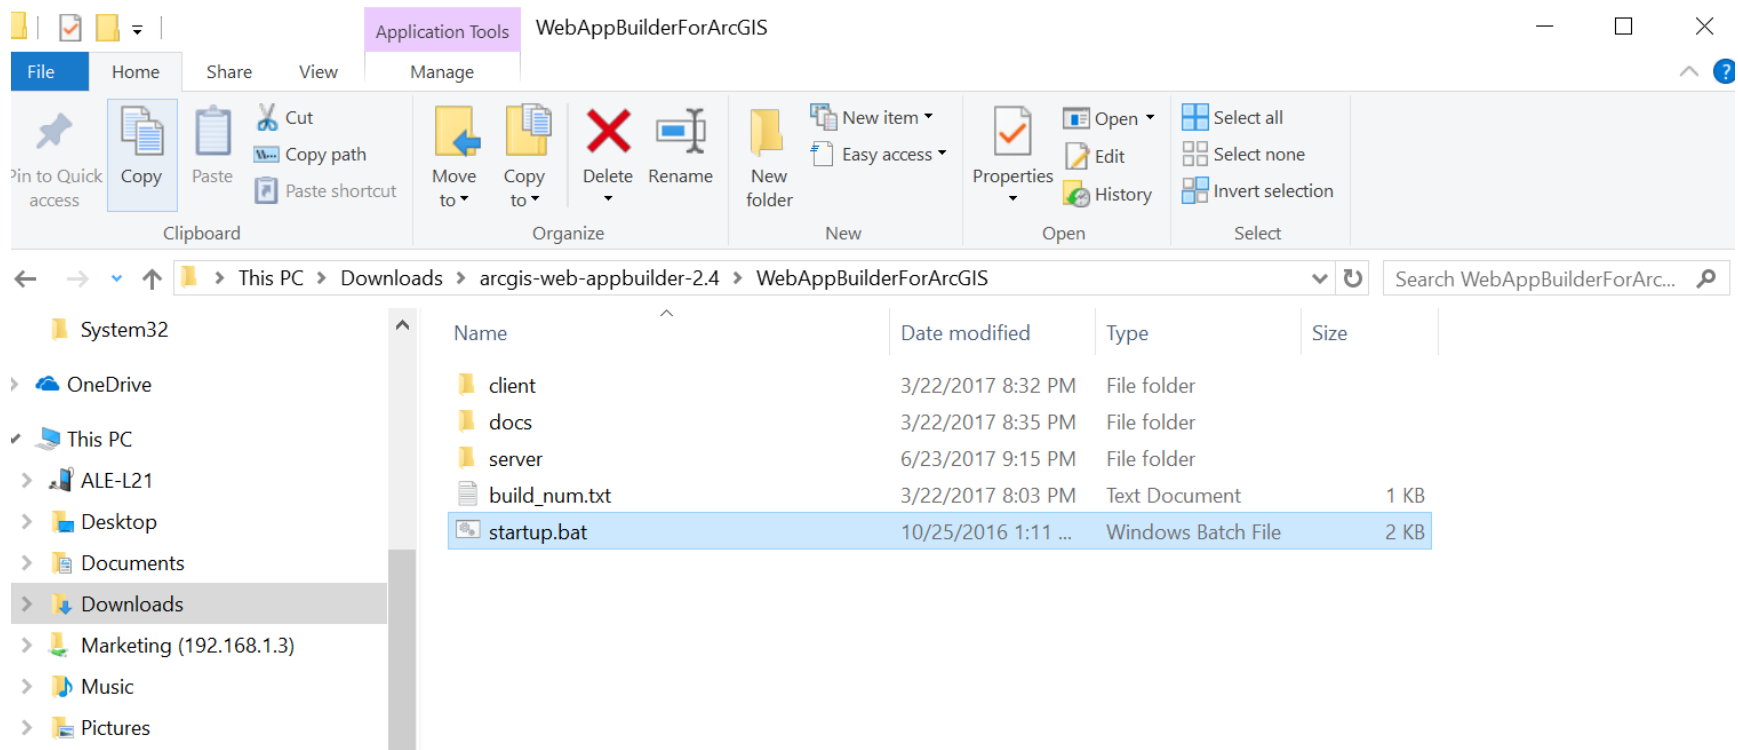 Application Tools WebAppBuilderForArcGIS
File Home Share View Manage
Pin to Quick access
Copy
Paste
Cut
Copy path
Paste shortcut
Clipboard
Move to
Copy to
Delete
Rename
Organize
New folder
New item
Easy access
New
Properties
Open
Edit
History
Open
Select all
Select none
Invert selection
Select
This PC Downloads arcgis-web-appbuilder-2.4 WebAppBuilderForArcGIS
Search WebAppBuilderForArc...
System32
OneDrive
This PC
ALE-L21
Desktop
Documents
Downloads
Marketing (192.168.1.3)
Music
Pictures
Name Date modified Type Size
client 3/22/2017 8:32 PM File folder
docs 3/22/2017 8:35 PM File folder
server 6/23/2017 9:15 PM File folder
build_num.txt 3/22/2017 8:03 PM Text Document 1 KB
startup.bat 10/25/2016 1:11 ... Windows Batch File 2 KB